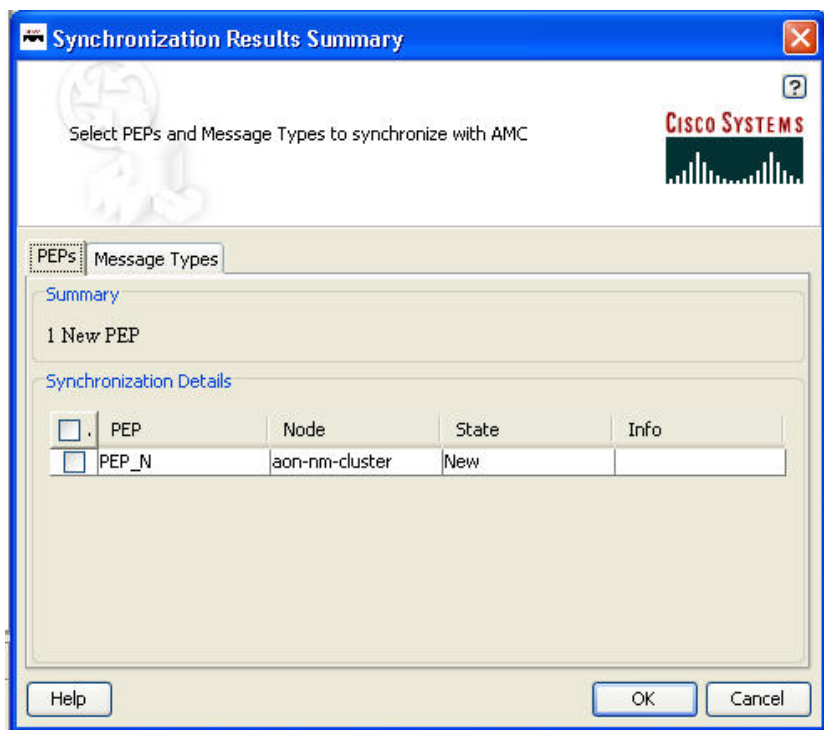 Synchronization Results Summary
?
Select PEPs and Message Types to synchronize with AMC
CISCO SYSTEMS
PEPs Message Types
Summary
1 New PEP
Synchronization Details
. PEP Node State Info
PEP_N aon-nm-cluster New
Help OK Cancel